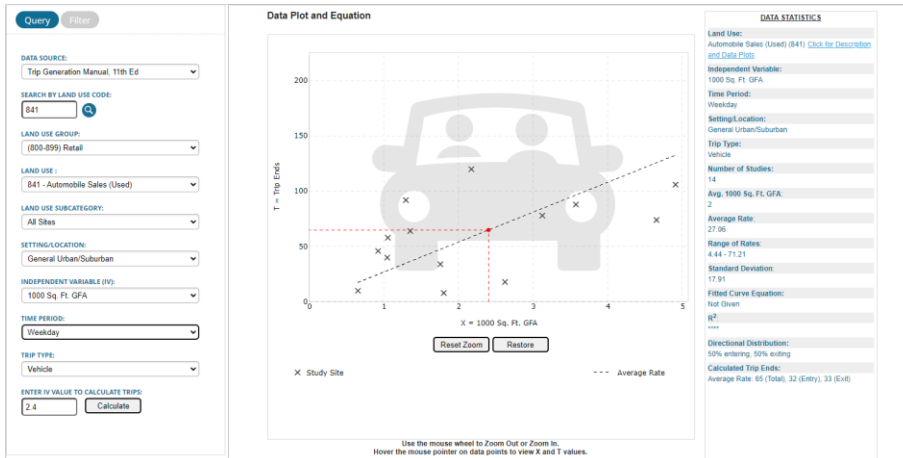 Query
Filter
DATA SOURCE:
Trip Generation Manual, 11th Ed
SEARCH BY LAND USE CODE:
841
LAND USE GROUP:
(800-899) Retail
LAND USE :
841 - Automobile Sales (Used)
LAND USE SUBCATEGORY:
All Sites
SETTING/LOCATION:
General Urban/Suburban
INDEPENDENT VARIABLE (IV):
1000 Sq. Ft. GFA
TIME PERIOD:
Weekday
TRIP TYPE:
Vehicle
ENTER IV VALUE TO CALCULATE TRIPS:
2.4
Calculate
Data Plot and Equation
T = Trip Ends
200
150
100
50
0
0 1 2 3 4 5
X = 1000 Sq. Ft. GFA
Reset Zoom
Restore
Study Site
Average Rate
Use the mouse wheel to Zoom Out or Zoom In.
Hover the mouse pointer on data points to view X and T values.
DATA STATISTICS
Land Use:
Automobile Sales (Used) (841) Click for Description
and Data Plots
Independent Variable:
1000 Sq. Ft. GFA
Time Period:
Weekday
Setting/Location:
General Urban/Suburban
Trip Type:
Vehicle
Number of Studies:
14
Avg. 1000 Sq. Ft. GFA:
2
Average Rate:
27.06
Range of Rates:
4.44 - 71.21
Standard Deviation:
17.91
Fitted Curve Equation:
Not Given
R²:
****
Directional Distribution:
50% entering, 50% exiting
Calculated Trip Ends:
Average Rate: 65 (Total), 32 (Entry), 33 (Exit)